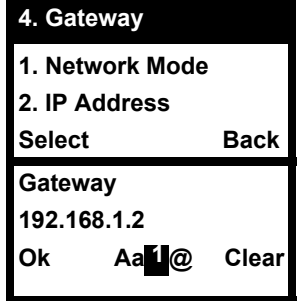 4. Gateway
1. Network Mode
2. IP Address
Select Back
Gateway
192.168.1.2
Ok Aa1@ Clear